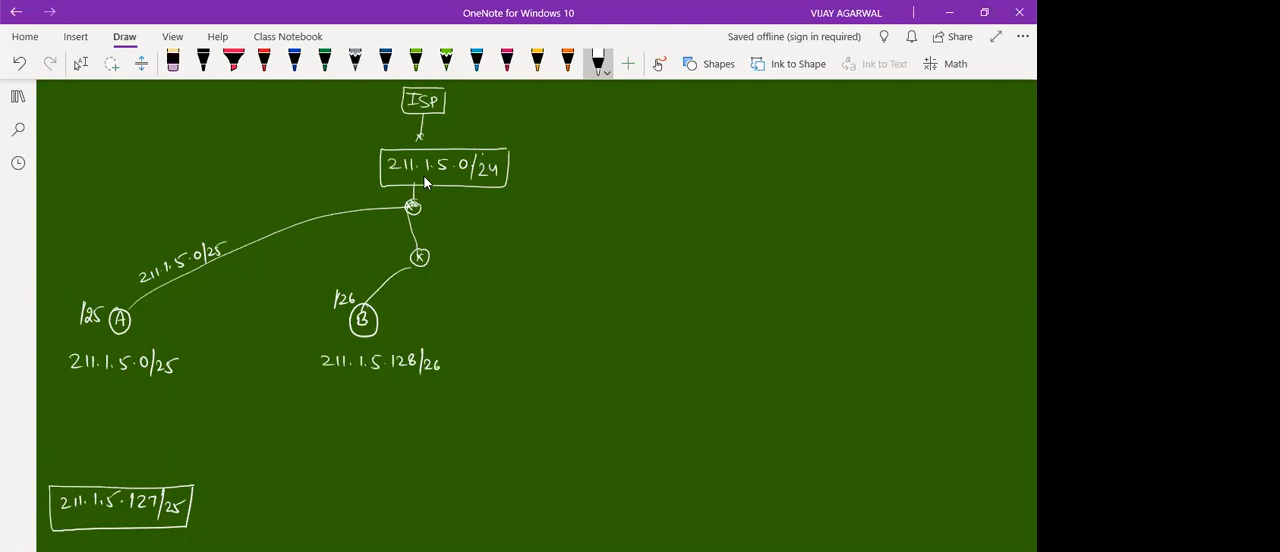 OneNote for Windows 10
VIJAY AGARWAL
Home Insert Draw View Help Class Notebook
Saved offline (sign in required)
Share
Shapes
Ink to Shape
Ink to Text
Math
ISP
211.1.5.0/24
211.1.5.0/25
K
/25 A
/26
B
211.1.5.0/25
211.1.5.128/26
211.1.5.127/25